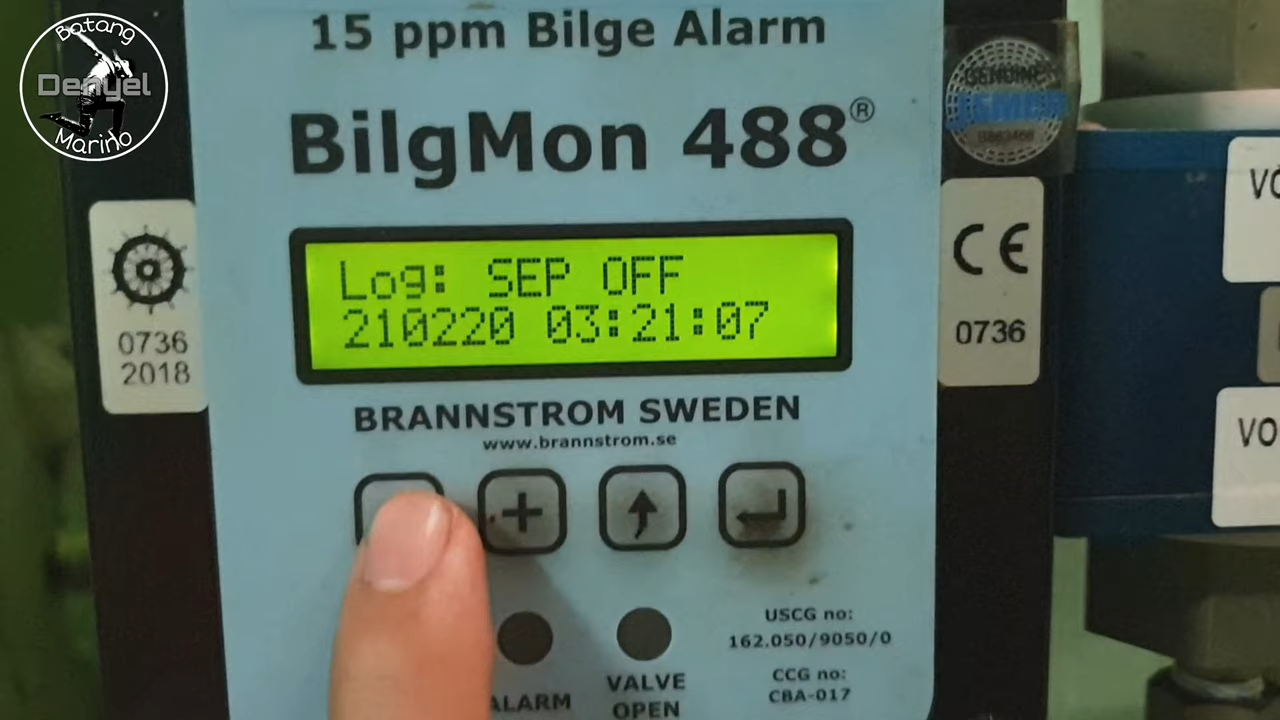 Batang
Denyel
Marino
15 ppm Bilge Alarm
BilgMon 488®
GENUINE
Log: SEP OFF
210220 03:21:07
0736
2018
CE
0736
VO
VO
BRANNSTROM SWEDEN
www.brannstrom.se
+
ALARM
VALVE
OPEN
USCG no:
162.050/9050/0
CCG no:
CBA-017